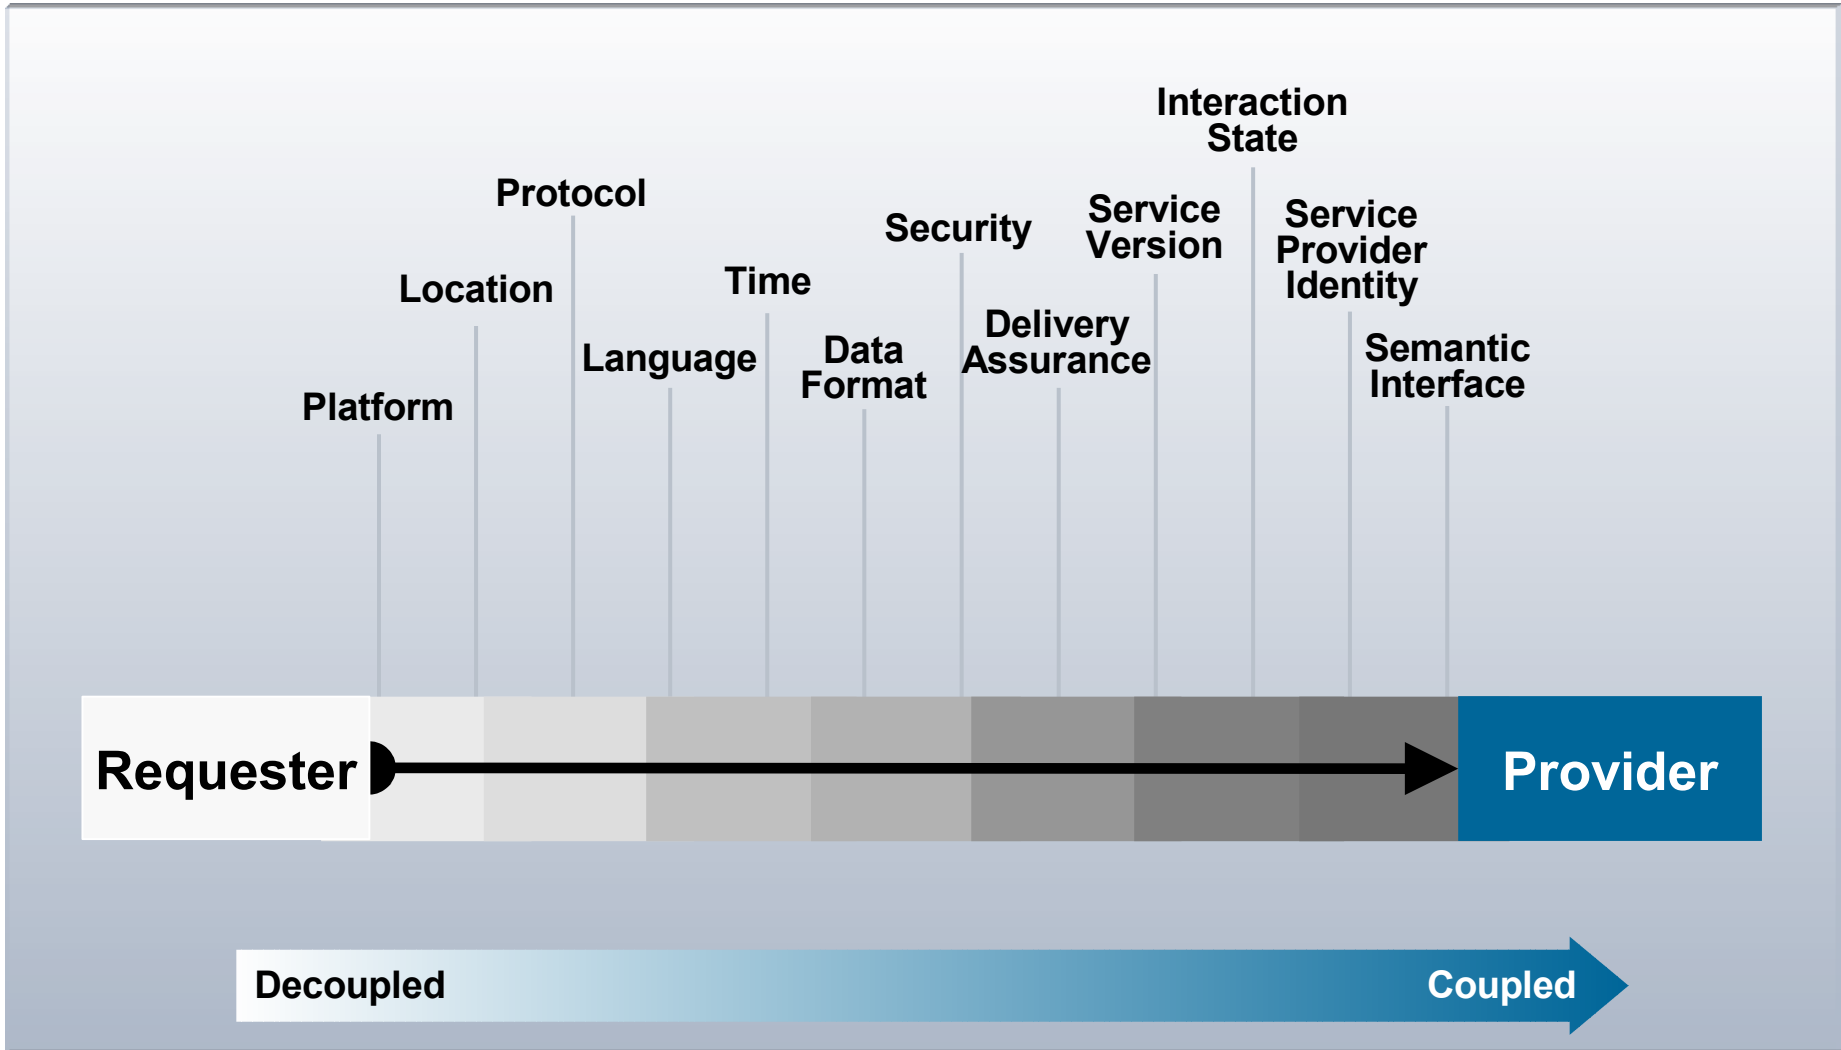 Interaction
State
Protocol
Service
Version
Service
Provider
Identity
Security
Time
Location
Delivery
Assurance
Language
Data
Format
Semantic
Interface
Platform
Requester
Provider
Decoupled
Coupled